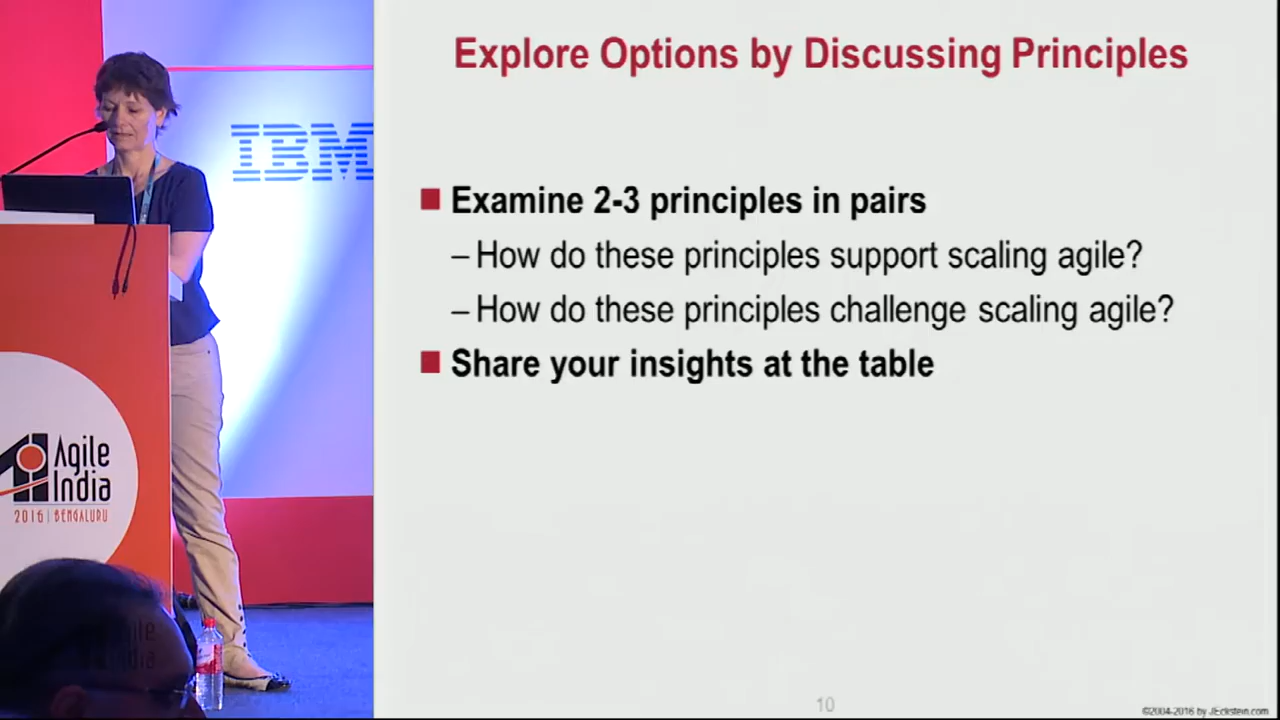 Explore Options by Discussing Principles
IBM
Examine 2-3 principles in pairs
– How do these principles support scaling agile?
– How do these principles challenge scaling agile?
Share your insights at the table
Agile
India
2016 | BENGALURU
Agile
India
10
©2004-2016 by JEckstein.com